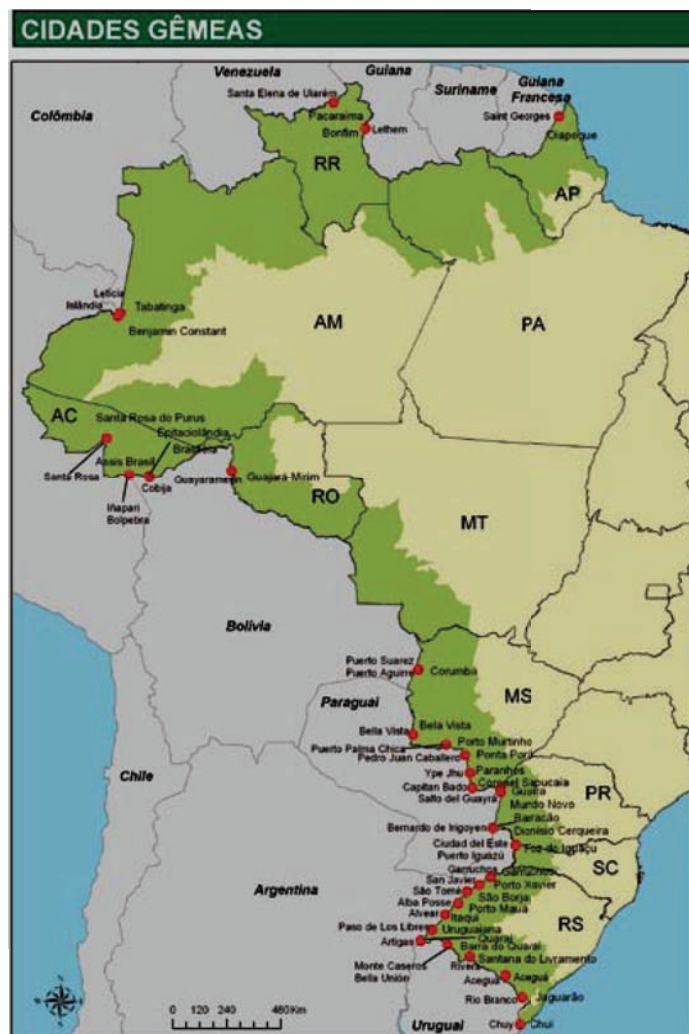 CIDADES GÊMEAS
Venezuela
Guiana
Suriname
Guiana
Francesa
Colômbia
Santa Elena de Uiarém
Pacaraima
Bonfim
Lethem
Saint Georges
Oiapoque
RR
AP
Letícia
Islândia
Tabatinga
Benjamin Constant
AM
PA
AC
Santa Rosa do Purus
Epitaciolândia
Brasiléia
Assis Brasil
Santa Rosa
Cobija
Iñapari
Bolpebra
Guayaramerín
Guajará-Mirim
RO
MT
Bolívia
Puerto Suarez
Puerto Aguirre
Corumba
MS
Paraguai
Bella Vista
Bela Vista
Puerto Palma Chica
Porto Murtinho
Pedro Juan Caballero
Ponta Porã
Chile
Ype Jhu
Paranhos
Capitan Bado
Coronel Sapucaia
Salto del Guayrá
Guaira
PR
Mundo Novo
Barracão
Bernardo de Irigoyen
Dionísio Cerqueira
Ciudad del Este
Foz do Iguaçu
Puerto Iguazú
SC
Garruchos
Garruchos
San Javier
Porto Xavier
Argentina
São Tomé
São Borja
Alba Posse
Porto Mauá
Alvear
Itaqui
RS
Paso de Los Libres
Uruguaiana
Artigas
Quaraí
Barra do Quaraí
Monte Caseros
Bella Unión
Rivera
Santana do Livramento
Aceguá
Aceguá
Rio Branco
Jaguarão
Chuy
Chui
Uruguai
0 120 240 480 Km